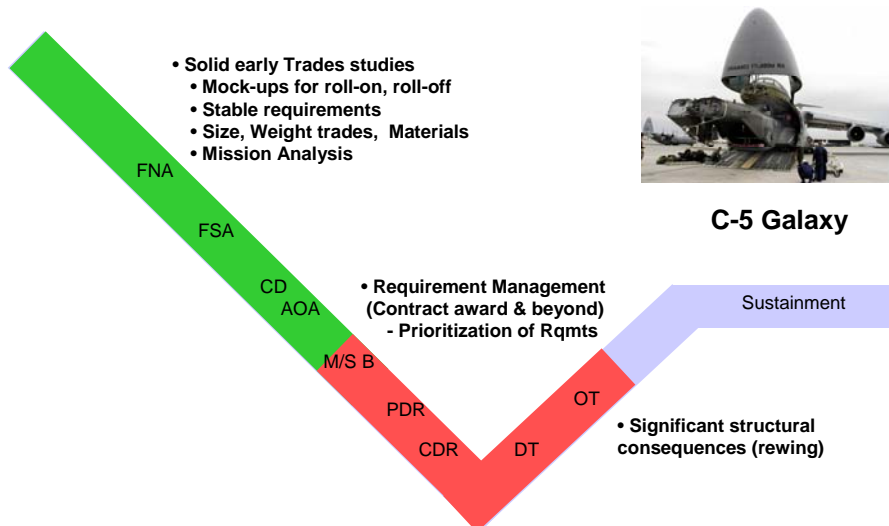 • Solid early Trades studies
• Mock-ups for roll-on, roll-off
• Stable requirements
• Size, Weight trades, Materials
• Mission Analysis
C-5 Galaxy
FNA
FSA
CD
AOA
M/S B
PDR
CDR
• Requirement Management
(Contract award & beyond)
- Prioritization of Rqmts
DT
OT
Sustainment
• Significant structural
consequences (rewing)